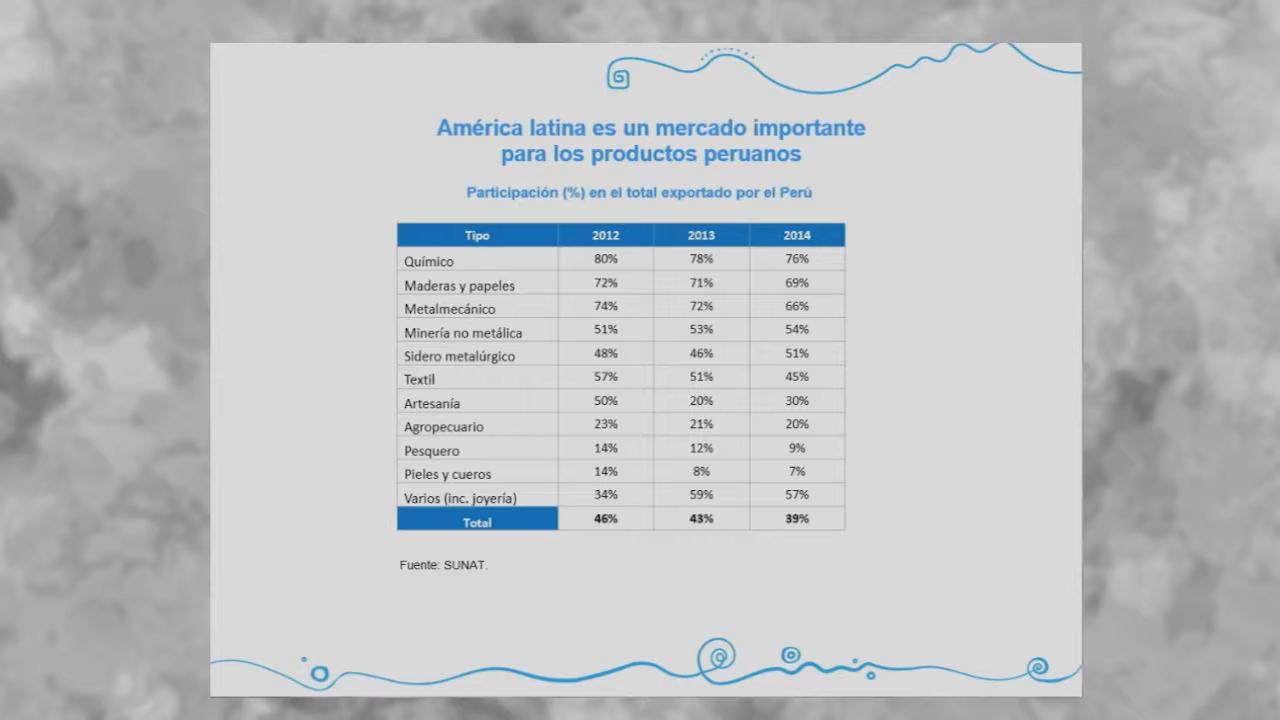 América latina es un mercado importante
para los productos peruanos
Participación (%) en el total exportado por el Perú
Tipo 2012 2013 2014
Químico 80% 78% 76%
Maderas y papeles 72% 71% 69%
Metalmecánico 74% 72% 66%
Minería no metálica 51% 53% 54%
Sidero metalúrgico 48% 46% 51%
Textil 57% 51% 45%
Artesanía 50% 20% 30%
Agropecuario 23% 21% 20%
Pesquero 14% 12% 9%
Pieles y cueros 14% 8% 7%
Varios (inc. joyería) 34% 59% 57%
Total 46% 43% 39%
Fuente: SUNAT.